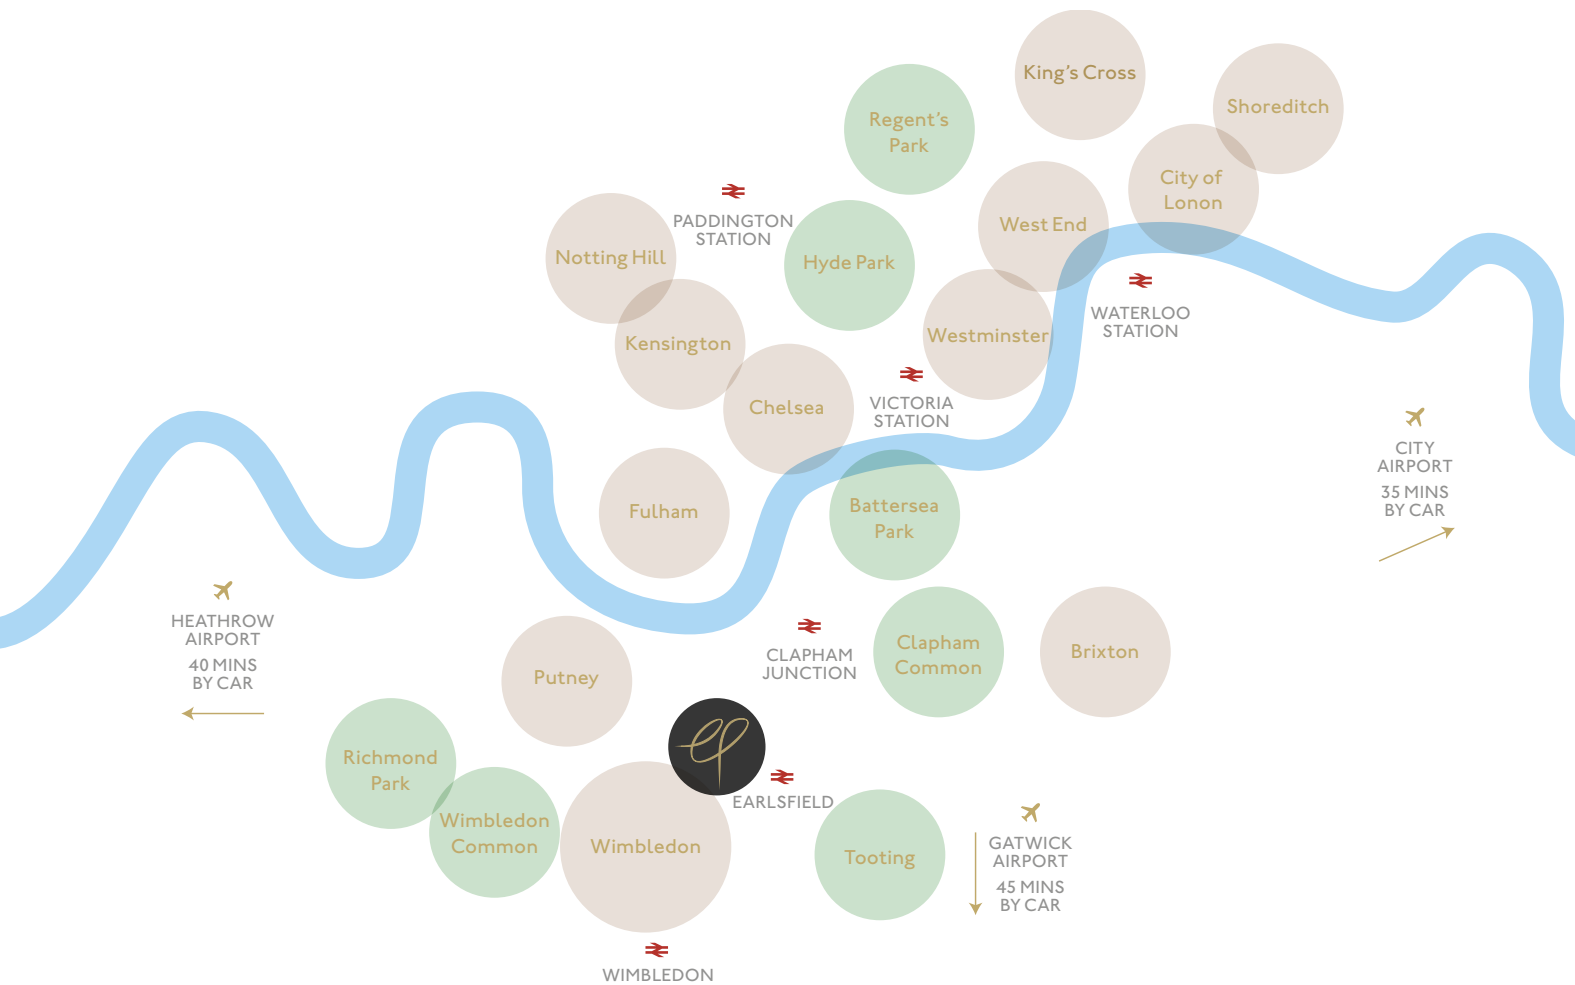 King's Cross
Shoreditch
Regent's
Park
City of
Lonon
PADDINGTON
STATION
West End
Notting Hill
Hyde Park
WATERLOO
STATION
Kensington
Westminster
Chelsea
VICTORIA
STATION
CITY
AIRPORT
35 MINS
BY CAR
Fulham
Battersea
Park
HEATHROW
AIRPORT
40 MINS
BY CAR
Putney
CLAPHAM
JUNCTION
Clapham
Common
Brixton
Richmond
Park
ep
EARLSFIELD
Wimbledon
Common
Wimbledon
Tooting
GATWICK
AIRPORT
45 MINS
BY CAR
WIMBLEDON